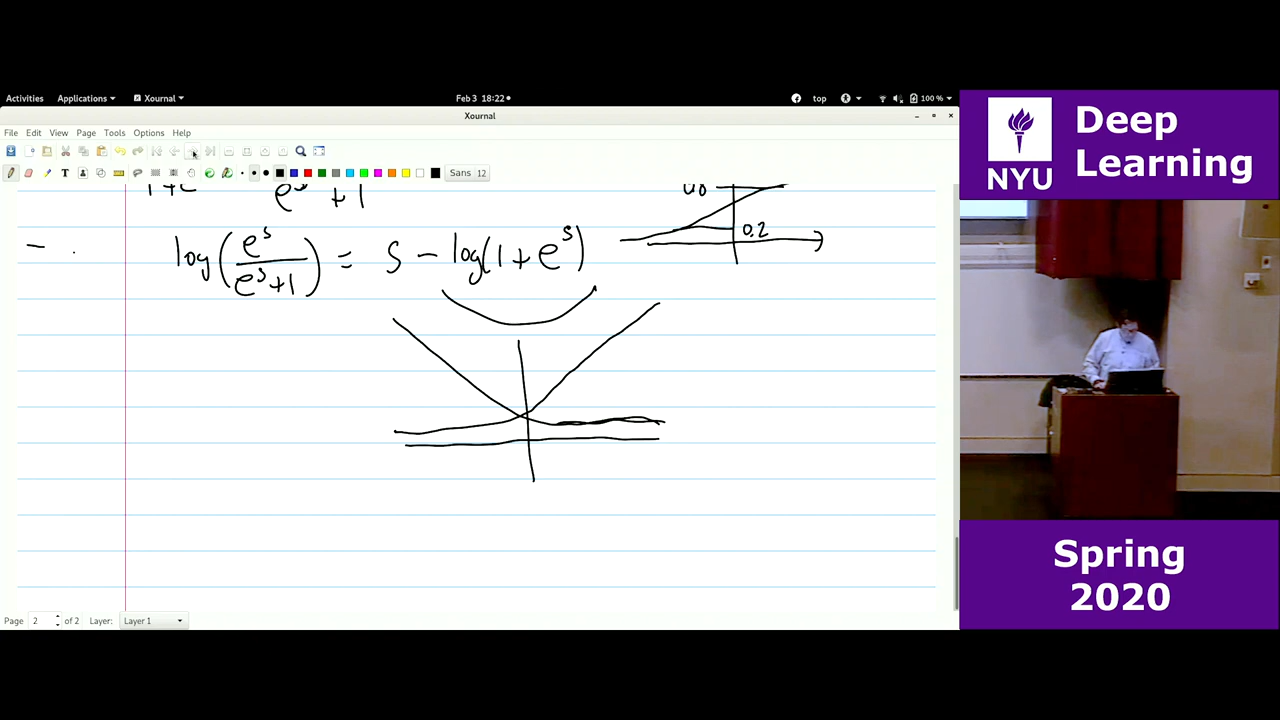 Activities Applications Xournal Feb 3 18:22 top 100 %
Xournal
File Edit View Page Tools Options Help
Sans 12
e^s + 1
0.2
log(e^s/(e^s+1)) = s - log(1 + e^s)
Page 2 of 2 Layer: Layer 1
NYU
Deep
Learning
Spring
2020